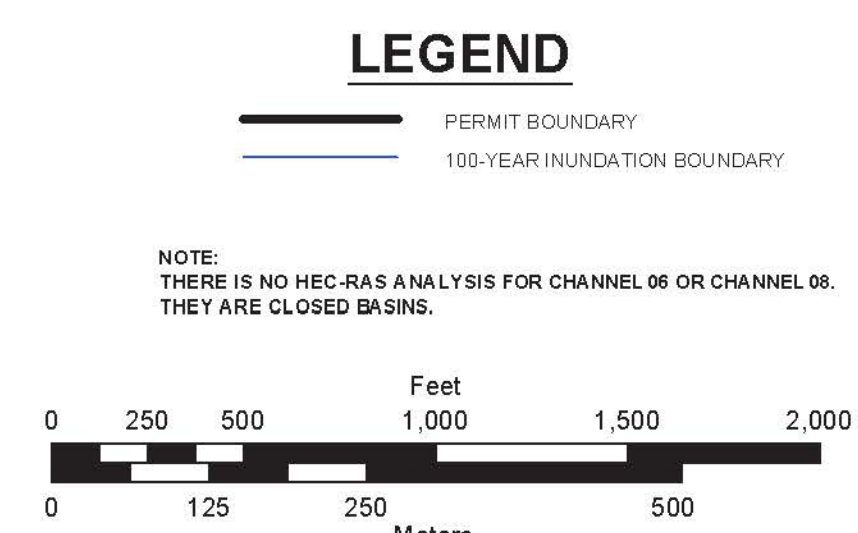 LEGEND
PERMIT BOUNDARY
100-YEAR INUNDATION BOUNDARY
NOTE:
THERE IS NO HEC-RAS ANALYSIS FOR CHANNEL 06 OR CHANNEL 08.
THEY ARE CLOSED BASINS.
Feet
0 250 500 1,000 1,500 2,000
0 125 250 500
Meters